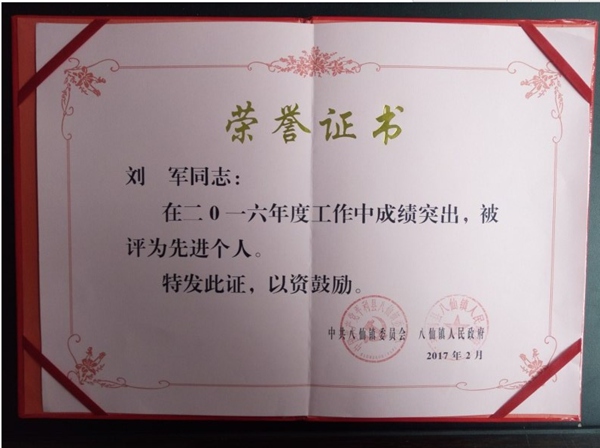 荣誉证书
刘 军同志：
在二0一六年度工作中成绩突出，被
评为先进个人。
特发此证，以资鼓励。
中共八仙镇委员会 八仙镇人民政府
2017年2月